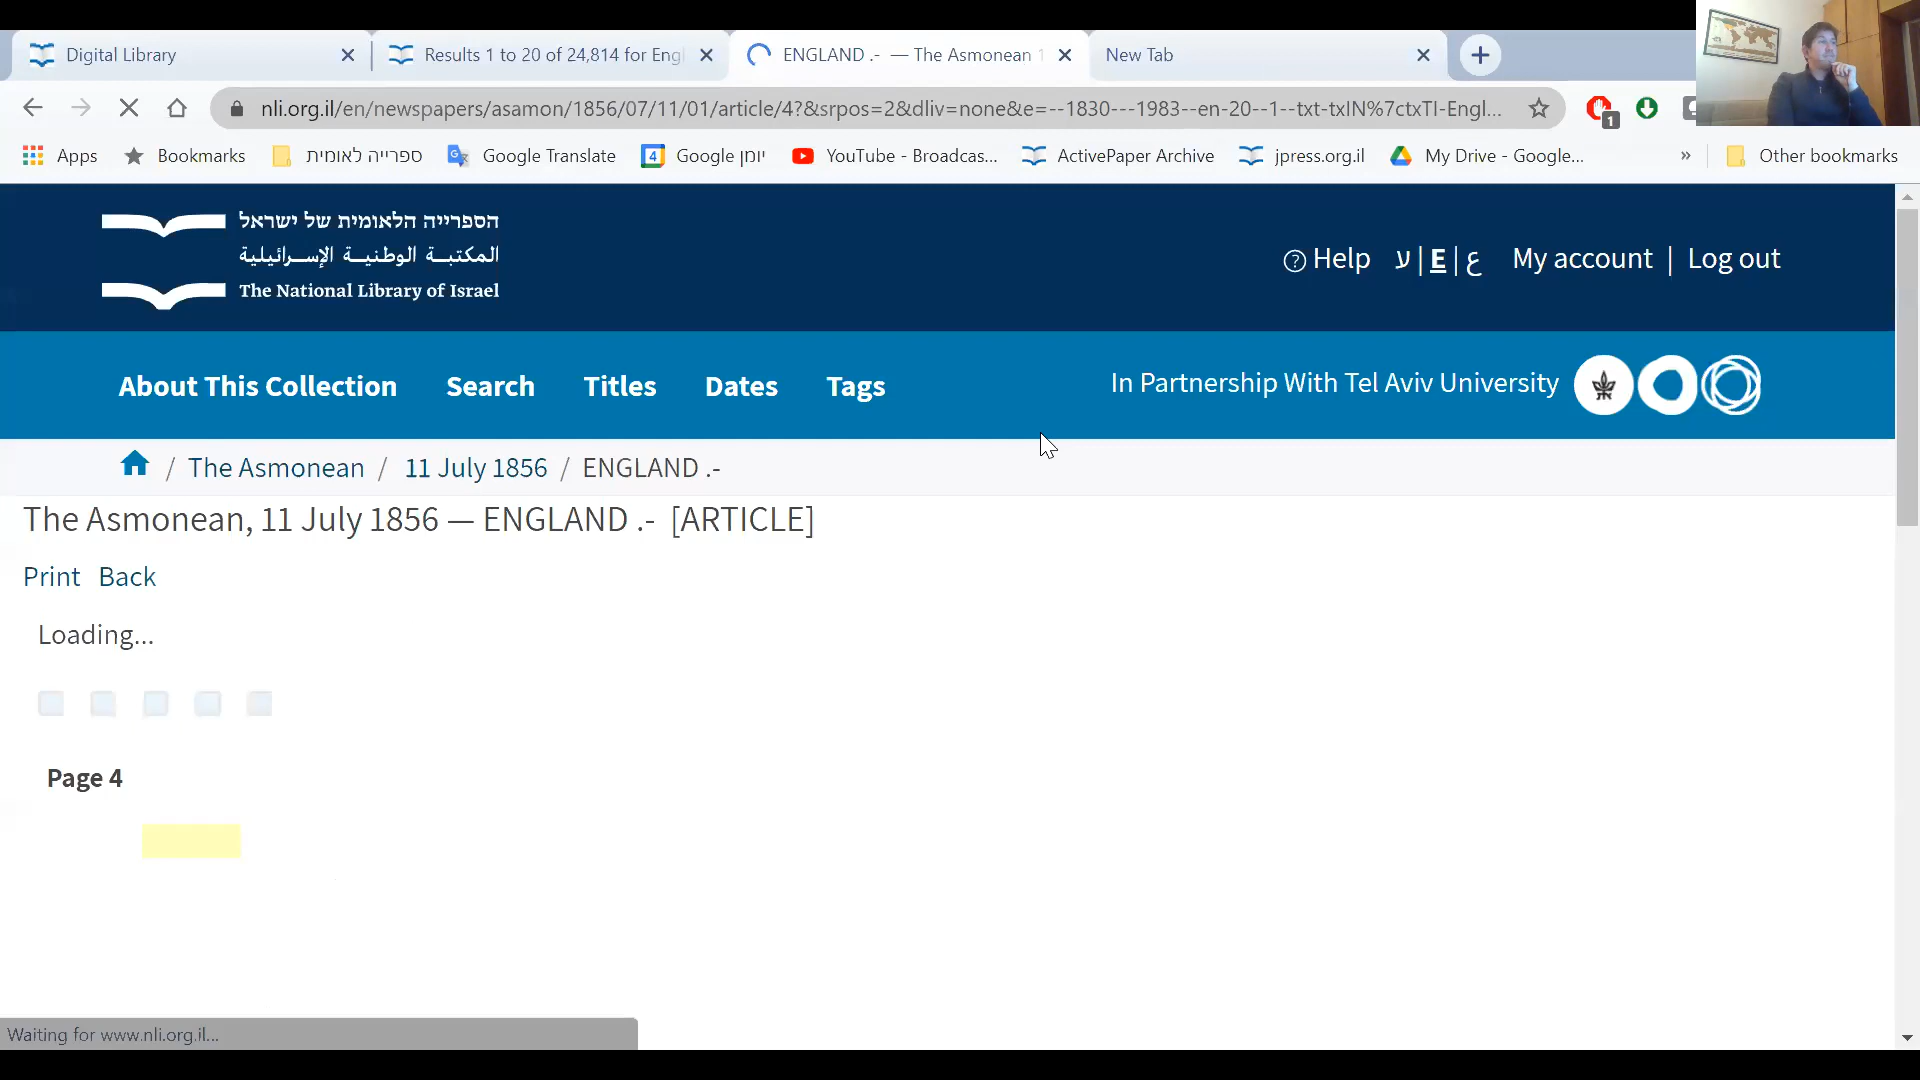 Digital Library
Results 1 to 20 of 24,814 for Engl
ENGLAND .- — The Asmonean 1
New Tab
nli.org.il/en/newspapers/asamon/1856/07/11/01/article/4?&srpos=2&dliv=none&e=--1830---1983--en-20--1--txt-txIN%7ctxTI-Engl...
1
Apps
Bookmarks
ספרייה לאומית
Google Translate
4
Google יומן
YouTube - Broadcas...
ActivePaper Archive
jpress.org.il
My Drive - Google...
»
Other bookmarks
הספרייה הלאומית של ישראל
المكتبة الوطنية الإسرائيلية
The National Library of Israel
? Help
ע | E | ع
My account | Log out
About This Collection
Search
Titles
Dates
Tags
In Partnership With Tel Aviv University
/ The Asmonean / 11 July 1856 / ENGLAND .-
The Asmonean, 11 July 1856 — ENGLAND .- [ARTICLE]
Print Back
Loading...
Page 4
Waiting for www.nli.org.il...